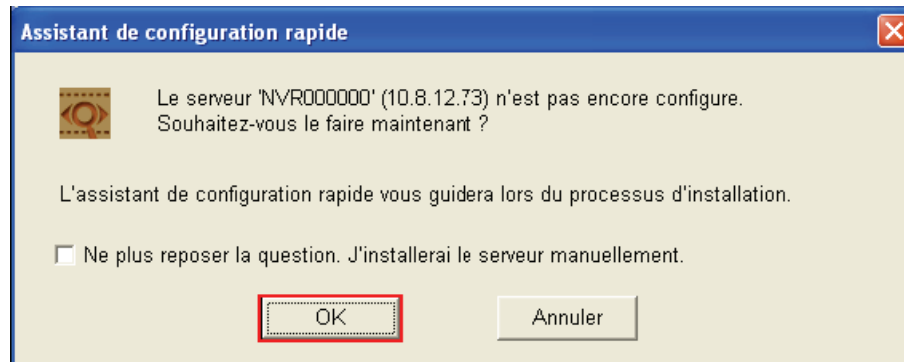 Assistant de configuration rapide
Le serveur 'NVR000000' (10.8.12.73) n'est pas encore configure.
Souhaitez-vous le faire maintenant ?
L'assistant de configuration rapide vous guidera lors du processus d'installation.
Ne plus reposer la question. J'installerai le serveur manuellement.
OK
Annuler